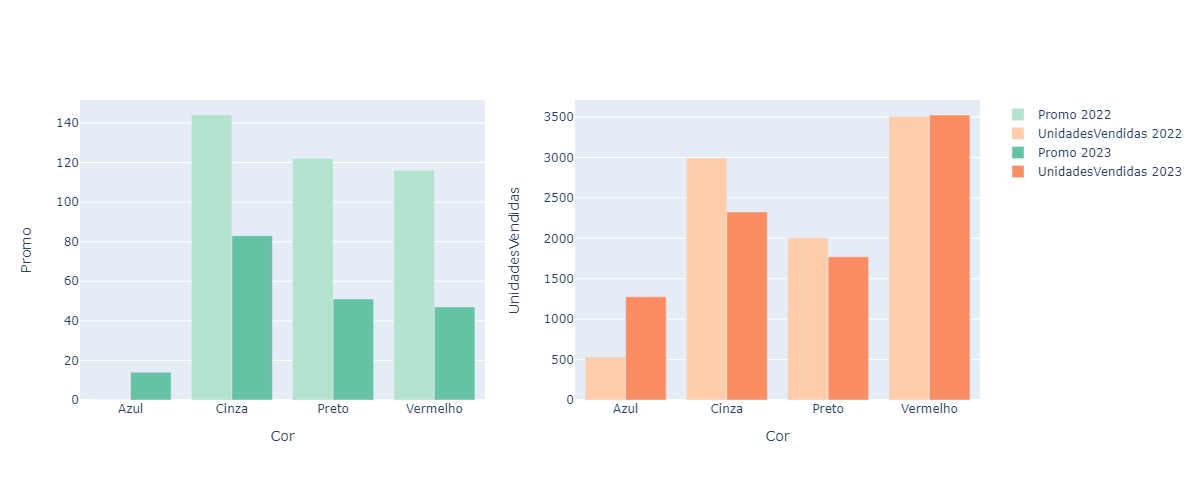 140
120
100
80
60
40
20
0
Promo
Azul Cinza Preto Vermelho
Cor
3500
3000
2500
2000
1500
1000
500
0
UnidadesVendidas
Azul Cinza Preto Vermelho
Cor
Promo 2022
UnidadesVendidas 2022
Promo 2023
UnidadesVendidas 2023